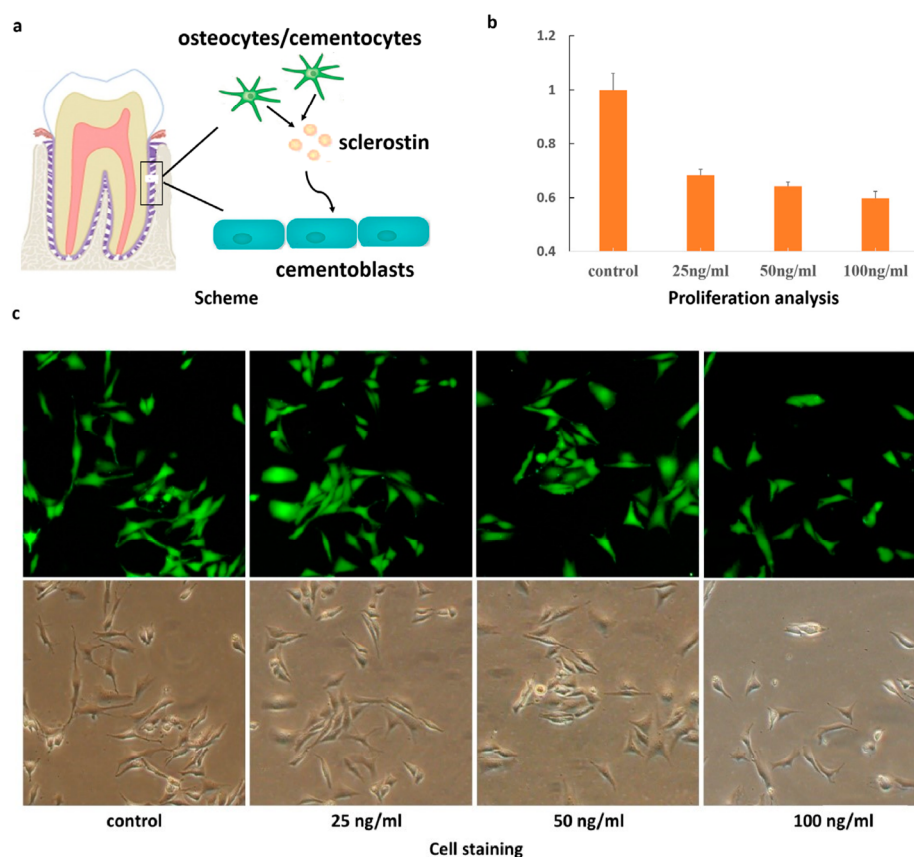 a
osteocytes/cementocytes
sclerostin
cementoblasts
Scheme
b
1.2
1
0.8
0.6
0.4
control 25ng/ml 50ng/ml 100ng/ml
Proliferation analysis
c
control 25 ng/ml 50 ng/ml 100 ng/ml
Cell staining